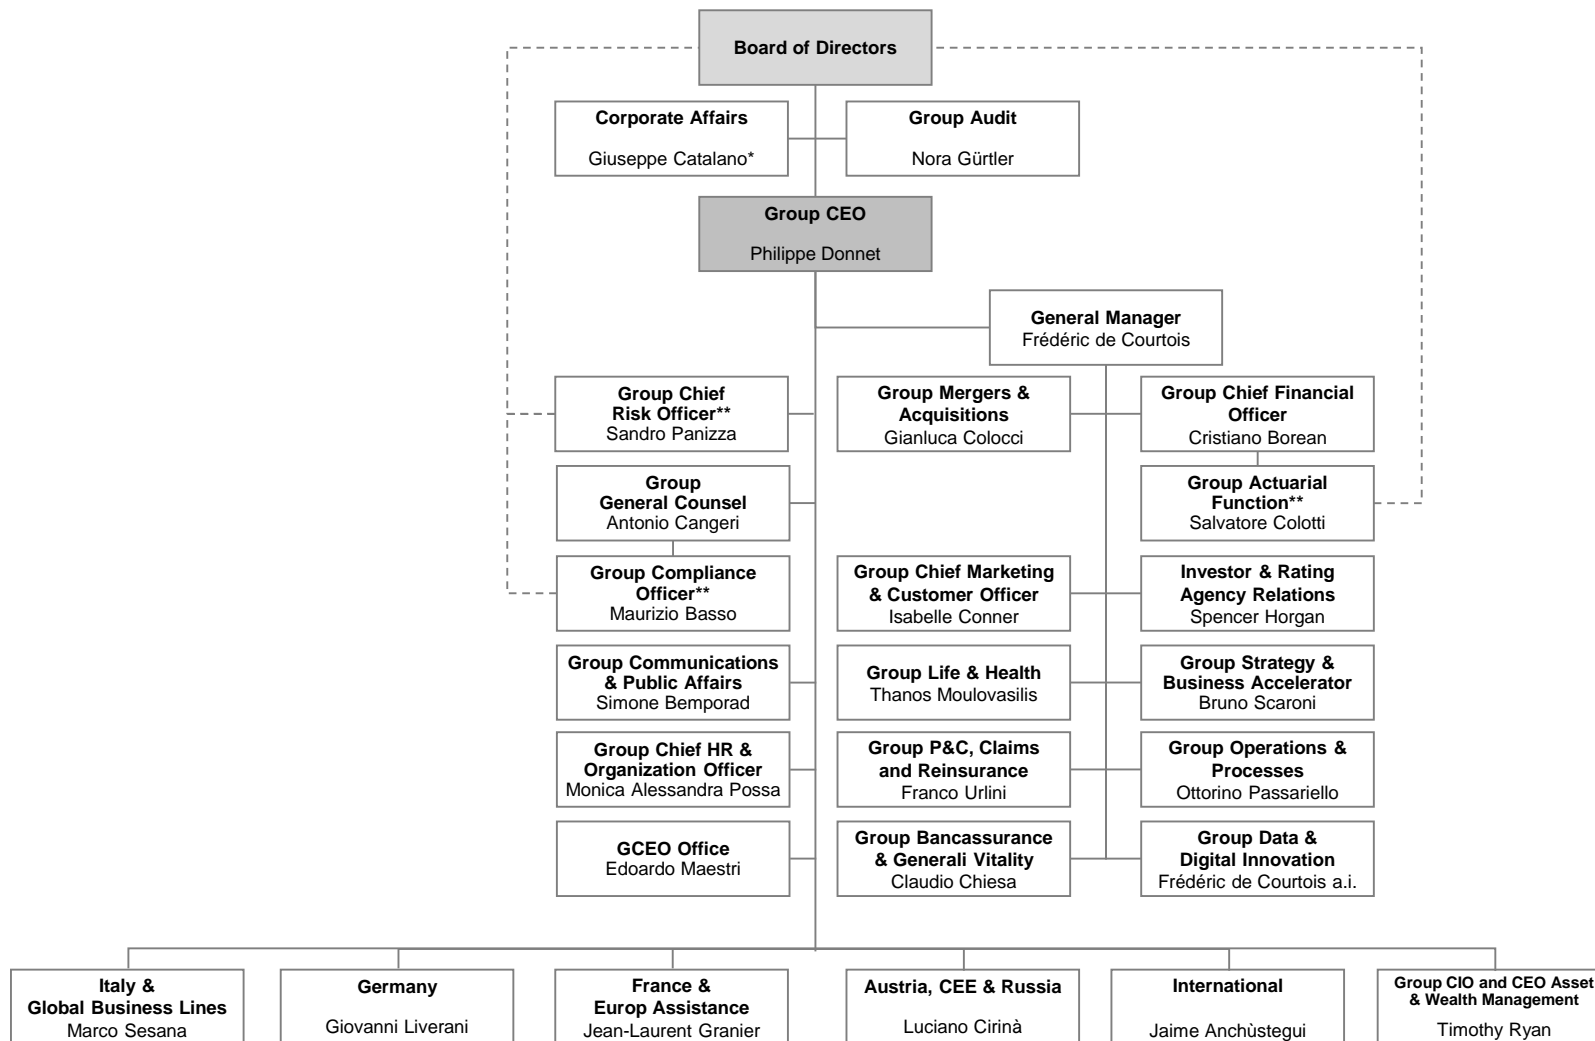 Board of Directors
Corporate Affairs
Giuseppe Catalano*
Group Audit
Nora Gürtler
Group CEO
Philippe Donnet
General Manager
Frédéric de Courtois
Group Chief
Risk Officer**
Sandro Panizza
Group Mergers &
Acquisitions
Gianluca Colocci
Group Chief Financial
Officer
Cristiano Borean
Group
General Counsel
Antonio Cangeri
Group Actuarial
Function**
Salvatore Colotti
Group Compliance
Officer**
Maurizio Basso
Group Chief Marketing
& Customer Officer
Isabelle Conner
Investor & Rating
Agency Relations
Spencer Horgan
Group Communications
& Public Affairs
Simone Bemporad
Group Life & Health
Thanos Moulovasilis
Group Strategy &
Business Accelerator
Bruno Scaroni
Group Chief HR &
Organization Officer
Monica Alessandra Possa
Group P&C, Claims
and Reinsurance
Franco Urlini
Group Operations &
Processes
Ottorino Passariello
GCEO Office
Edoardo Maestri
Group Bancassurance
& Generali Vitality
Claudio Chiesa
Group Data &
Digital Innovation
Frédéric de Courtois a.i.
Italy &
Global Business Lines
Marco Sesana
Germany
Giovanni Liverani
France &
Europ Assistance
Jean-Laurent Granier
Austria, CEE & Russia
Luciano Cirinà
International
Jaime Anchùstegui
Group CIO and CEO Asset
& Wealth Management
Timothy Ryan